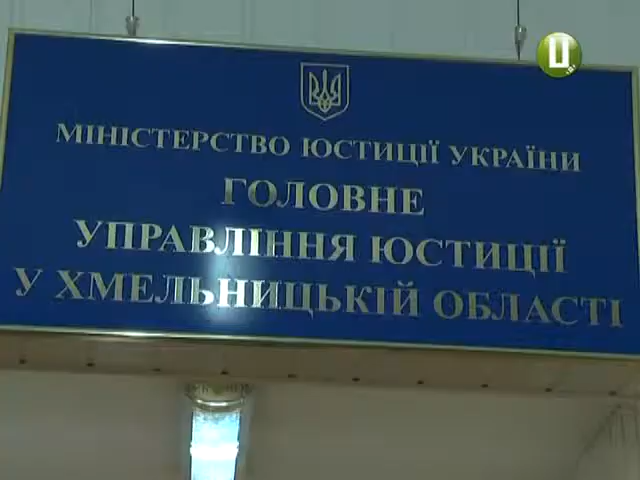 Ц
МІНІСТЕРСТВО ЮСТИЦІЇ УКРАЇНИ
ГОЛОВНЕ
УПРАВЛІННЯ ЮСТИЦІЇ
У ХМЕЛЬНИЦЬКІЙ ОБЛАСТІ